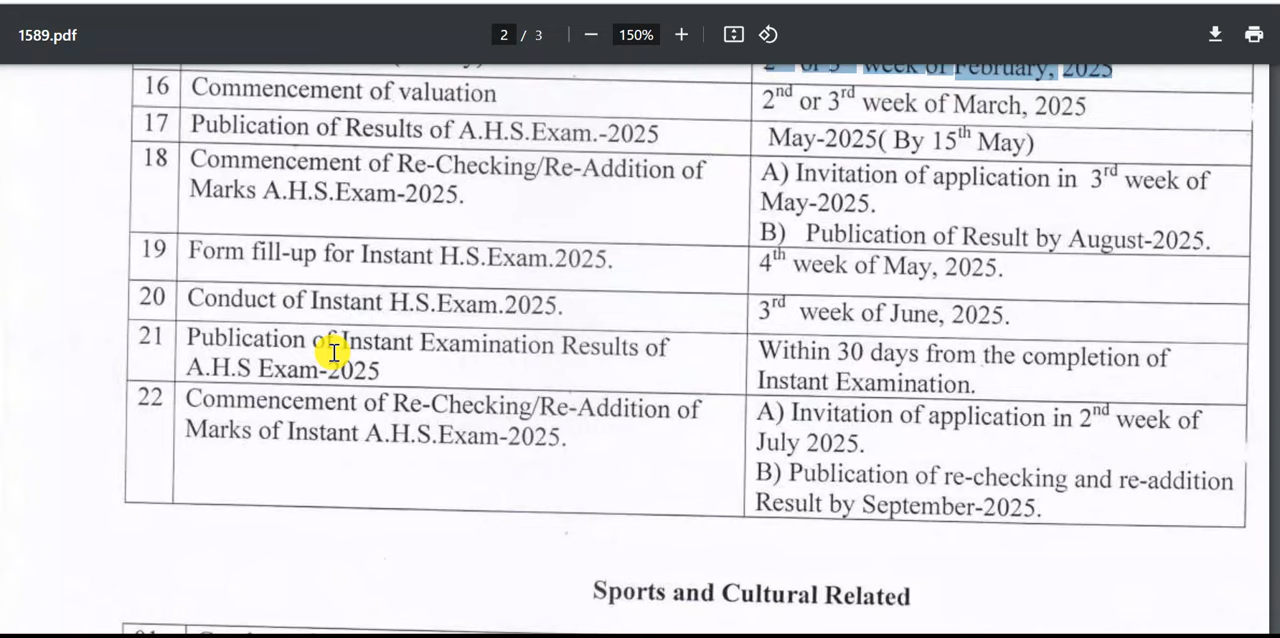 1589.pdf
2 / 3
150%
2nd or 3rd week of February, 2025
16 Commencement of valuation
2nd or 3rd week of March, 2025
17 Publication of Results of A.H.S.Exam.-2025
May-2025( By 15th May)
18 Commencement of Re-Checking/Re-Addition of
Marks A.H.S.Exam-2025.
A) Invitation of application in 3rd week of
May-2025.
B) Publication of Result by August-2025.
19 Form fill-up for Instant H.S.Exam.2025.
4th week of May, 2025.
20 Conduct of Instant H.S.Exam.2025.
3rd week of June, 2025.
21 Publication of Instant Examination Results of
A.H.S Exam-2025
Within 30 days from the completion of
Instant Examination.
22 Commencement of Re-Checking/Re-Addition of
Marks of Instant A.H.S.Exam-2025.
A) Invitation of application in 2nd week of
July 2025.
B) Publication of re-checking and re-addition
Result by September-2025.
Sports and Cultural Related